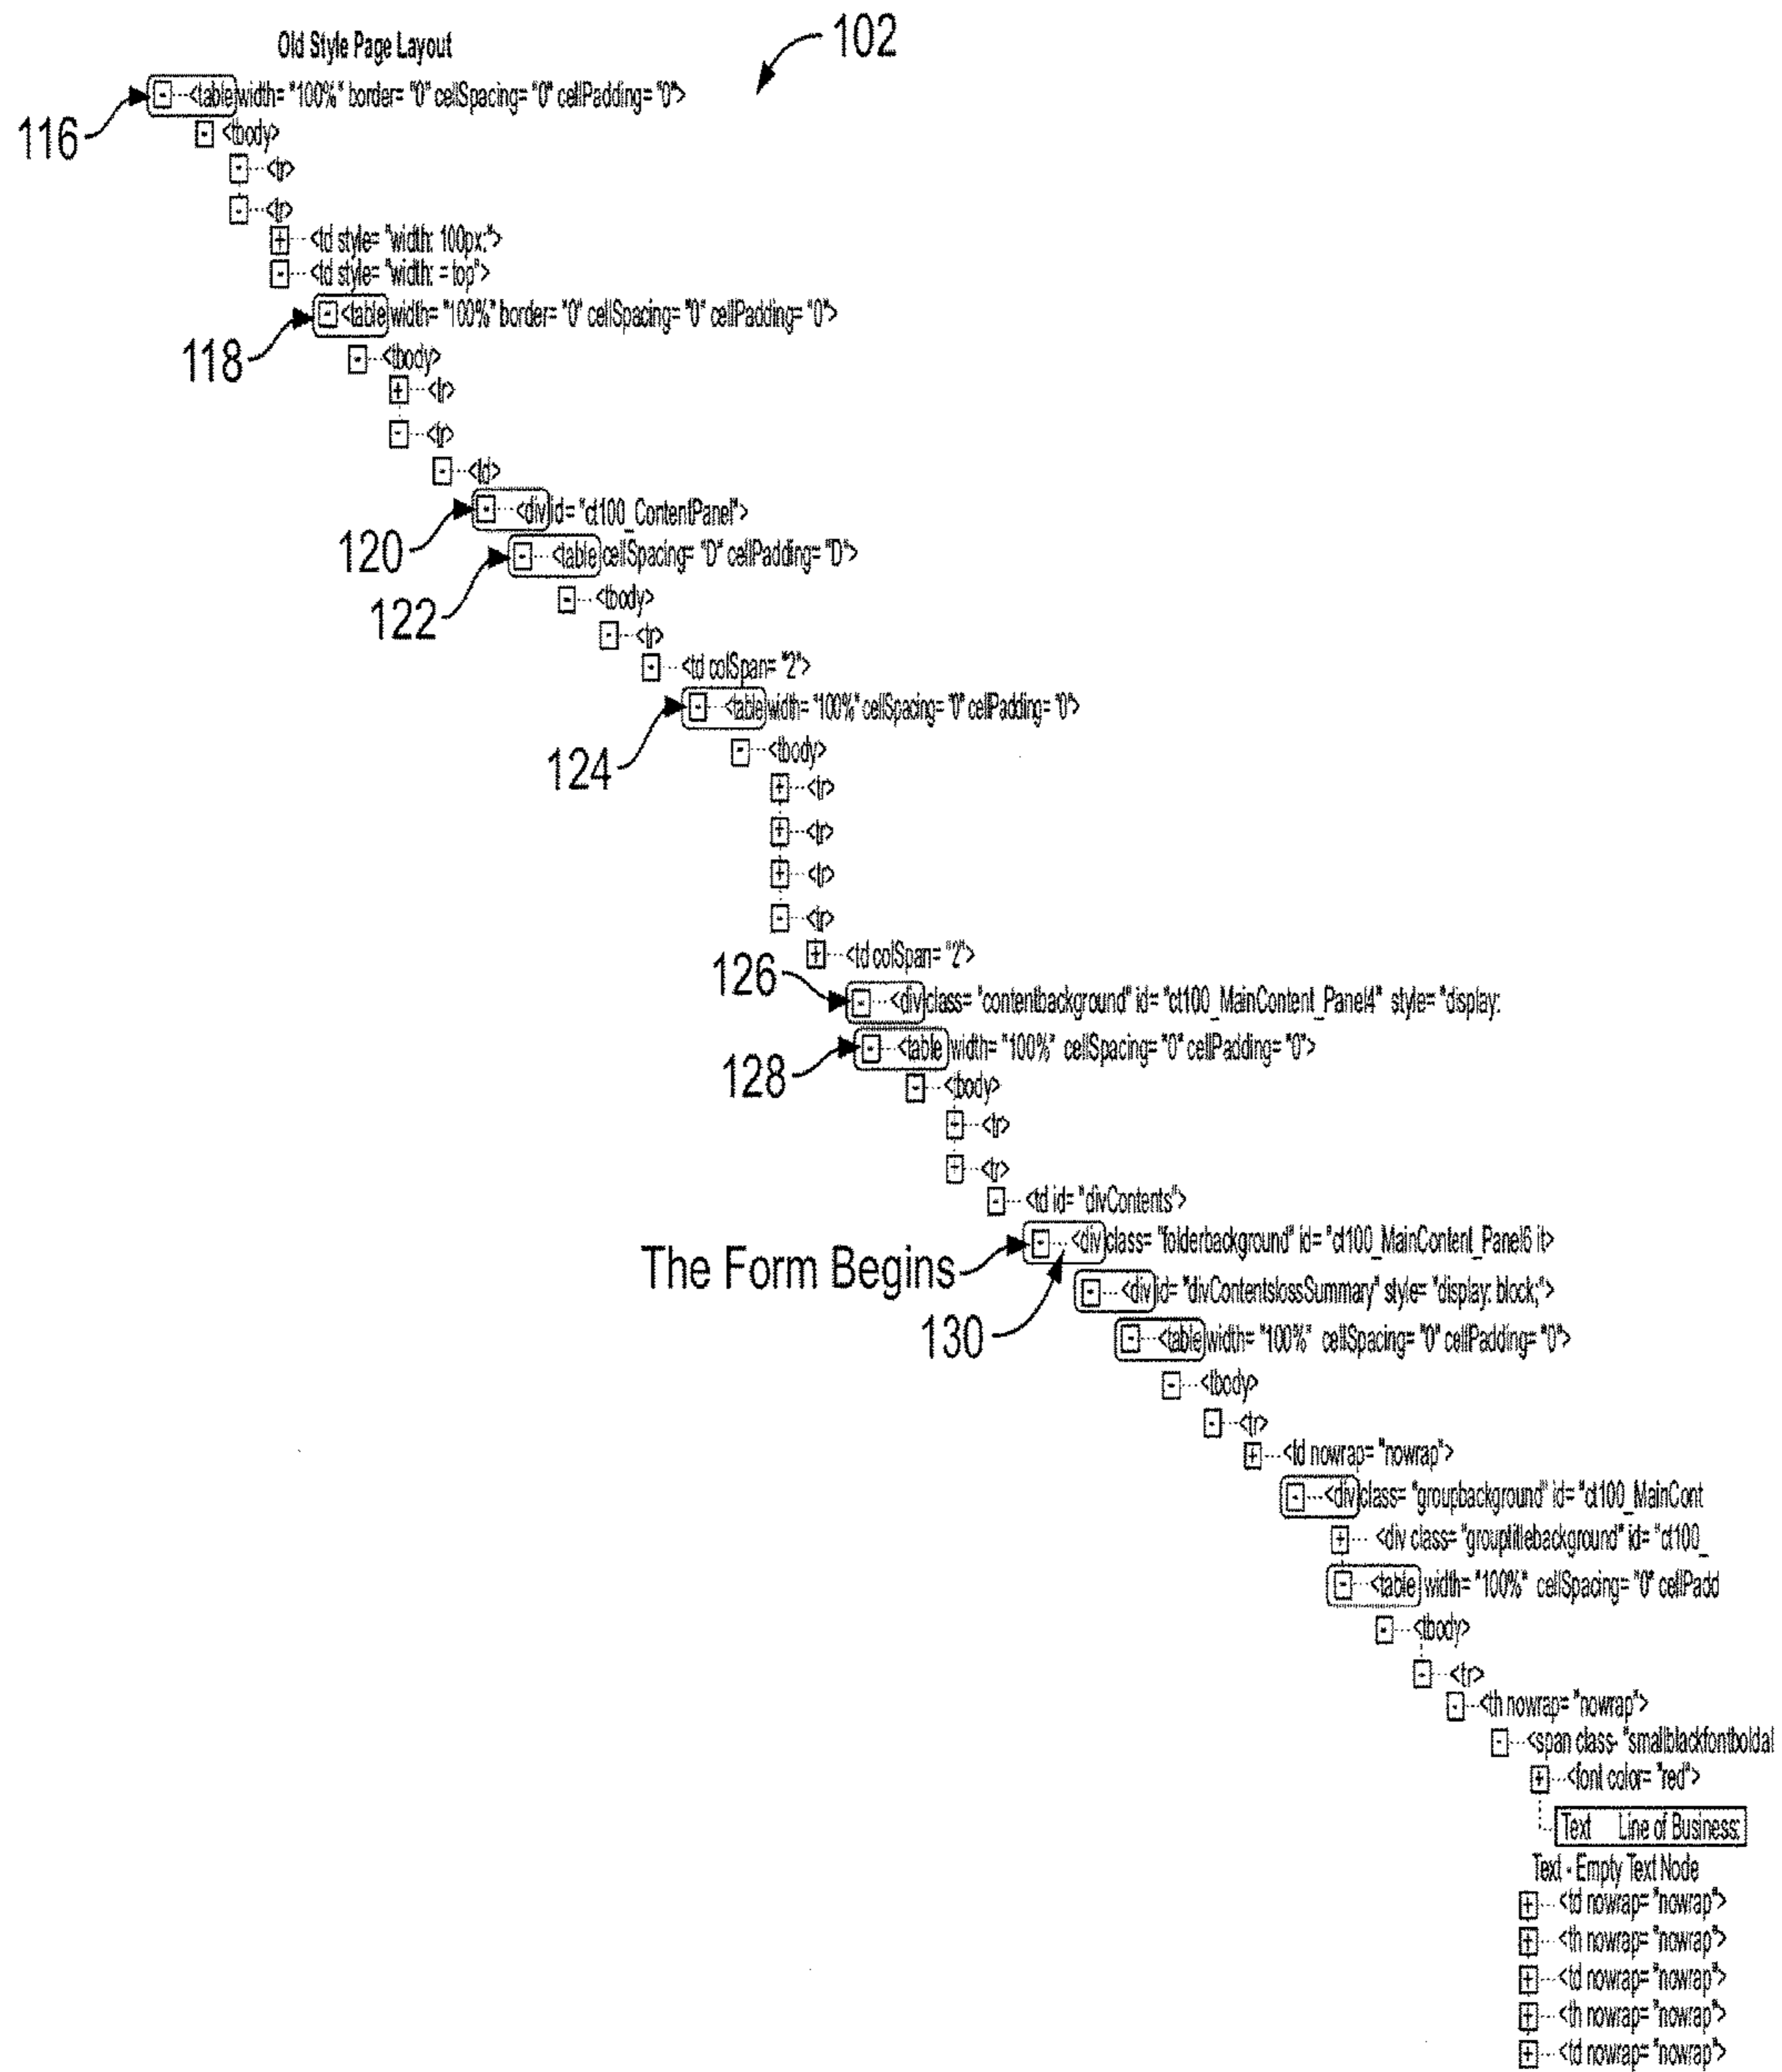 Old Style Page Layout
102
<table width= "100%" border= "0" cellSpacing= "0" cellPadding= "0">
116
<tbody>
<tr>
<tr>
<td style= "width: 100px:">
<td style= "width: = top">
<table width= "100%" border= "0" cellSpacing= "0" cellPadding= "0">
118
<tbody>
<tr>
<tr>
<td>
<div id= "ct100_ContentPanel">
120
<table cellSpacing= "D" cellPadding= "D">
122
<tbody>
<tr>
<td colSpan= "2">
<table width= "100%" cellSpacing= "0" cellPadding= "0">
124
<tbody>
<tr>
<tr>
<tr>
<tr>
<td colSpan= "2">
126
<div class= "contentbackground" id= "ct100_MainContent_Panel4" style= "display:
<table width= "100%" cellSpacing= "0" cellPadding= "0">
128
<tbody>
<tr>
<tr>
<td id= "divContents">
<div class= "folderbackground" id= "ct100_MainContent_Panel6 it>
The Form Begins
<div id= "divContentslossSummary" style= "display: block;">
130
<table width= "100%" cellSpacing= "0" cellPadding= "0">
<tbody>
<tr>
<td nowrap= "nowrap">
<div class= "groupbackground" id= "ct100_MainCont
<div class= "grouptitlebackground" id= "ct100_
<table width= "100%" cellSpacing= "0" cellPadd
<tbody>
<tr>
<th nowrap= "nowrap">
<span class- "smallblackfontboldal
<font color= "red">
Text Line of Business:
Text - Empty Text Node
<td nowrap= "nowrap">
<th nowrap= "nowrap">
<td nowrap= "nowrap">
<th nowrap= "nowrap">
<td nowrap= "nowrap">